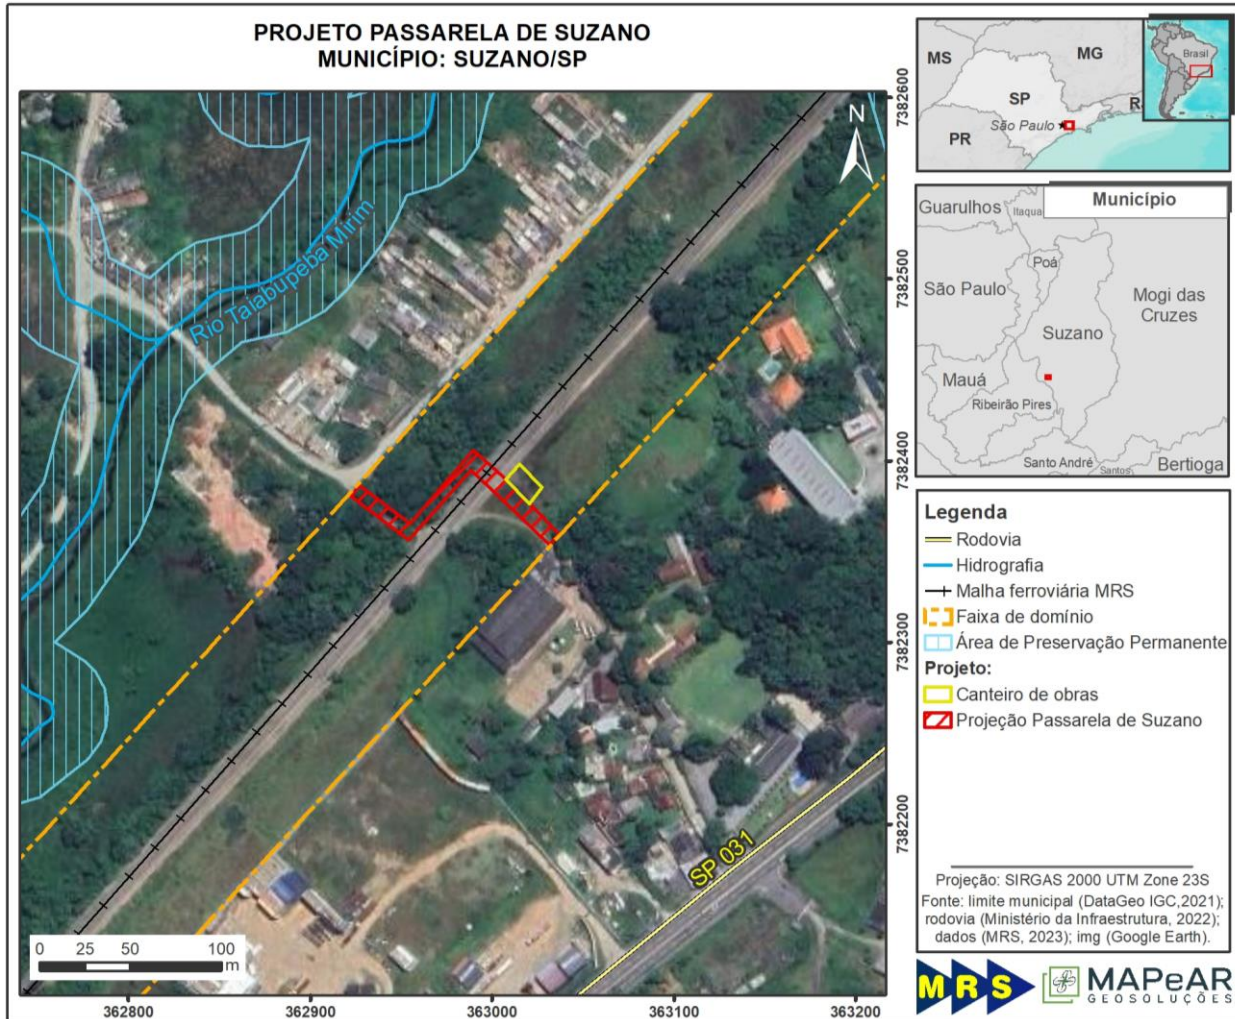 PROJETO PASSARELA DE SUZANO
MUNICÍPIO: SUZANO/SP
N
Rio Taiabupeba Mirim
SP 031
0 25 50 100
m
362800 362900 363000 363100 363200
7382600
7382500
7382400
7382300
7382200
MS
MG
SP
R
São Paulo
PR
Brasil
Município
Guarulhos
Itaqua
Poá
São Paulo
Mogi das
Cruzes
Suzano
Mauá
Ribeirão Pires
Santo André
Santos
Bertioga
Legenda
Rodovia
Hidrografia
Malha ferroviária MRS
Faixa de domínio
Área de Preservação Permanente
Projeto:
Canteiro de obras
Projeção Passarela de Suzano
Projeção: SIRGAS 2000 UTM Zone 23S
Fonte: limite municipal (DataGeo IGC,2021);
rodovia (Ministério da Infraestrutura, 2022);
dados (MRS, 2023); img (Google Earth).
MRS
MAPeAR
GEOSOLUÇÕES